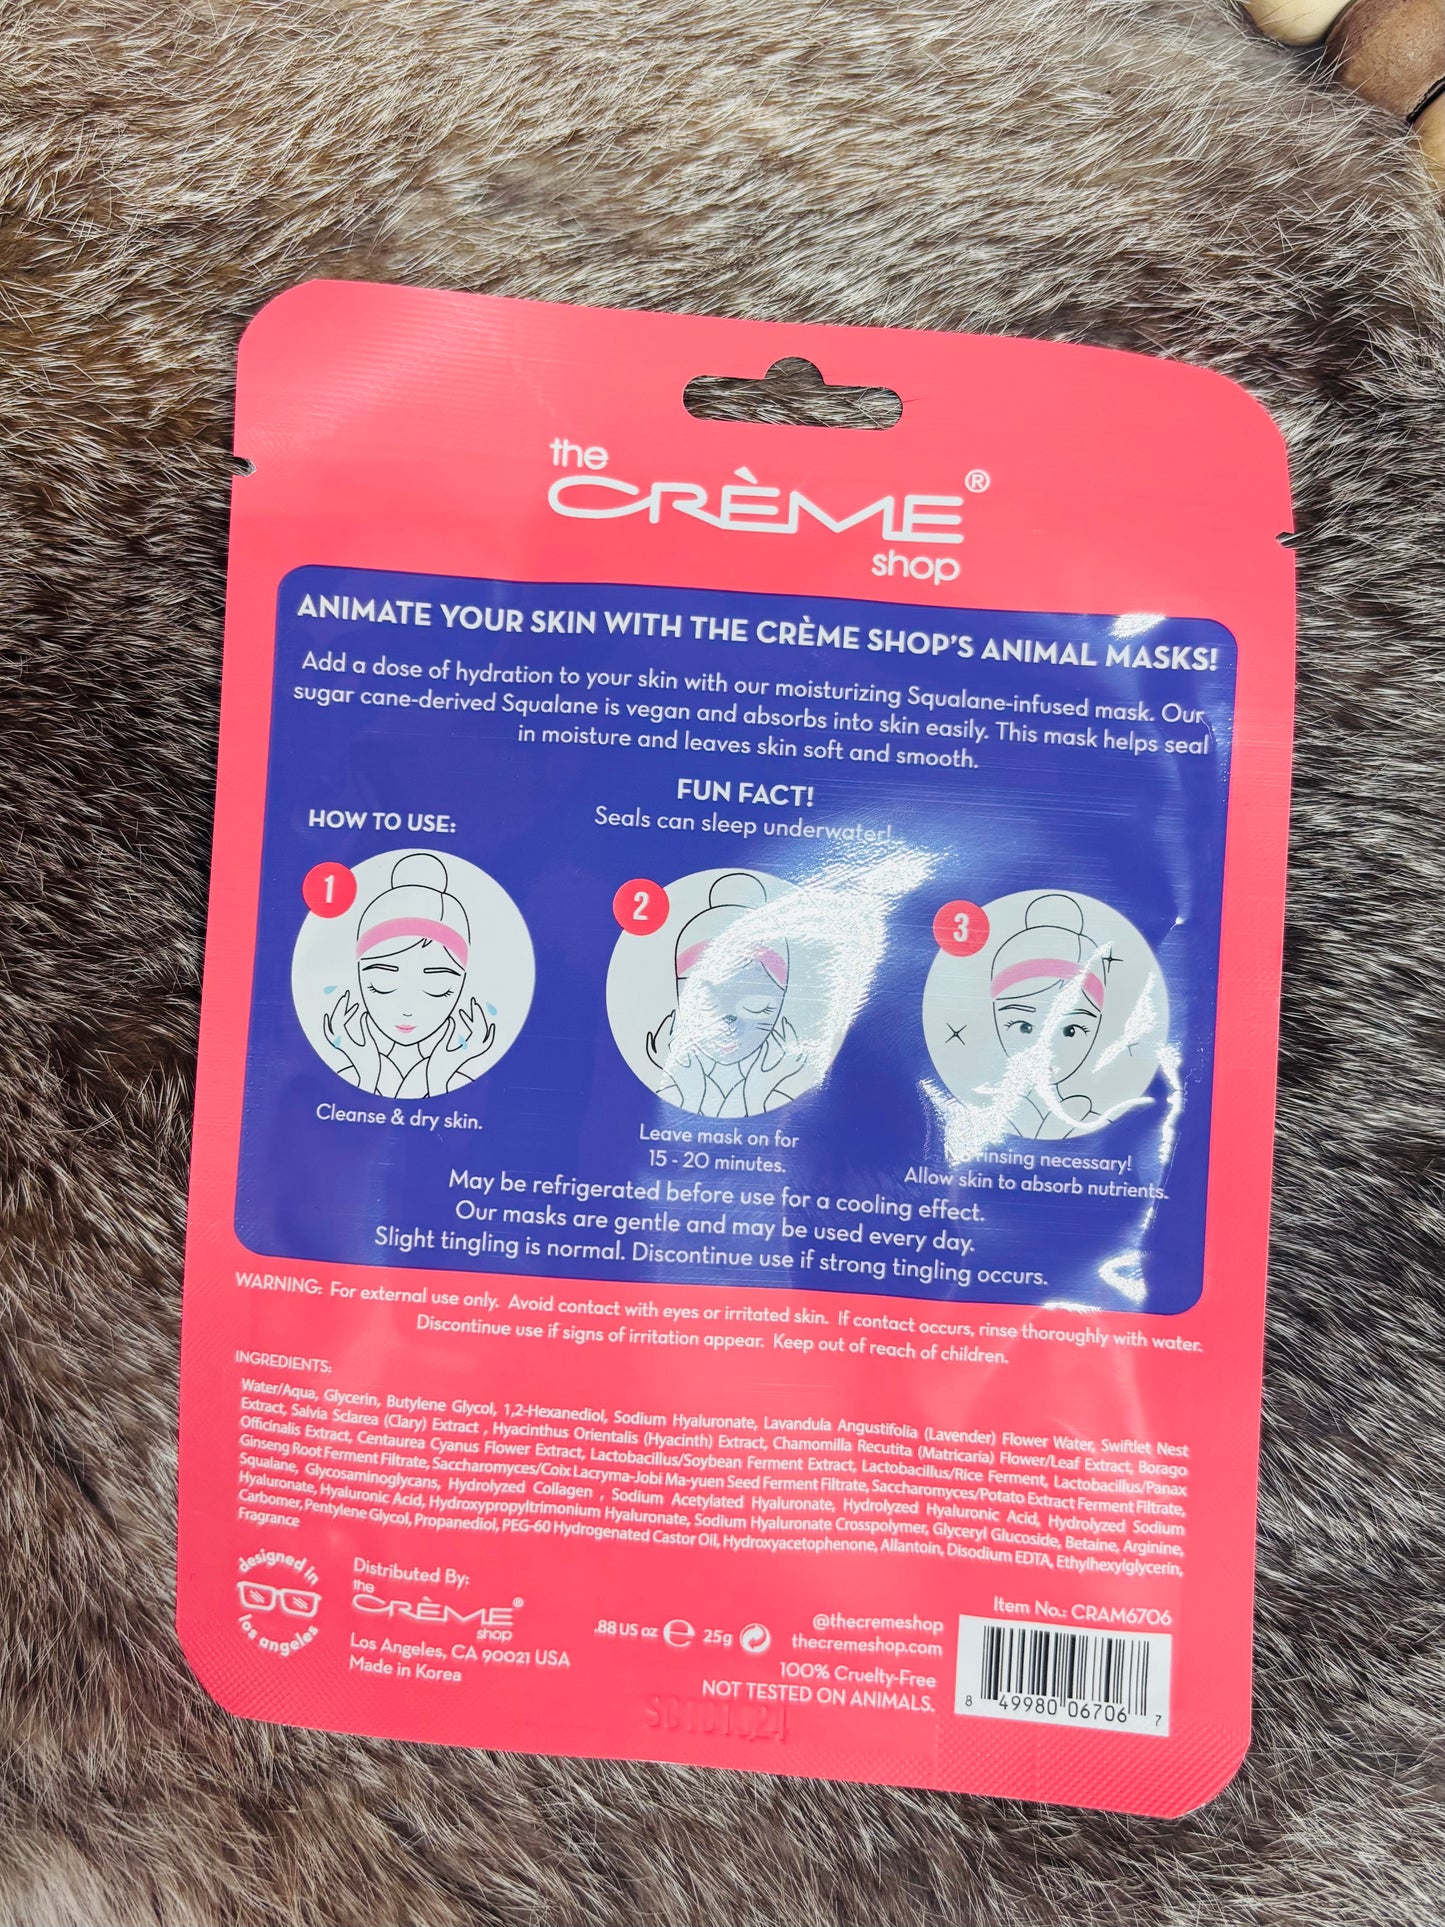 the
CRÈME®
shop
ANIMATE YOUR SKIN WITH THE CRÈME SHOP'S ANIMAL MASKS!
Add a dose of hydration to your skin with our moisturizing Squalane-infused mask. Our
sugar cane-derived Squalane is vegan and absorbs into skin easily. This mask helps seal
in moisture and leaves skin soft and smooth.
FUN FACT!
Seals can sleep underwater!
HOW TO USE:
1
2
3
Cleanse & dry skin.
Leave mask on for
15 - 20 minutes.
No rinsing necessary!
Allow skin to absorb nutrients.
May be refrigerated before use for a cooling effect.
Our masks are gentle and may be used every day.
Slight tingling is normal. Discontinue use if strong tingling occurs.
WARNING: For external use only. Avoid contact with eyes or irritated skin. If contact occurs, rinse thoroughly with water.
Discontinue use if signs of irritation appear. Keep out of reach of children.
INGREDIENTS:
Water/Aqua, Glycerin, Butylene Glycol, 1,2-Hexanediol, Sodium Hyaluronate, Lavandula Angustifolia (Lavender) Flower Water, Swiftlet Nest
Extract, Salvia Sclarea (Clary) Extract , Hyacinthus Orientalis (Hyacinth) Extract, Chamomilla Recutita (Matricaria) Flower/Leaf Extract, Borago
Officinalis Extract, Centaurea Cyanus Flower Extract, Lactobacillus/Soybean Ferment Extract, Lactobacillus/Rice Ferment, Lactobacillus/Panax
Ginseng Root Ferment Filtrate, Saccharomyces/Coix Lacryma-Jobi Ma-yuen Seed Ferment Filtrate, Saccharomyces/Potato Extract Ferment Filtrate,
Squalane, Glycosaminoglycans, Hydrolyzed Collagen , Sodium Acetylated Hyaluronate, Hydrolyzed Hyaluronic Acid, Hydrolyzed Sodium
Hyaluronate, Hyaluronic Acid, Hydroxypropyltrimonium Hyaluronate, Sodium Hyaluronate Crosspolymer, Glyceryl Glucoside, Betaine, Arginine,
Carbomer, Pentylene Glycol, Propanediol, PEG-60 Hydrogenated Castor Oil, Hydroxyacetophenone, Allantoin, Disodium EDTA, Ethylhexylglycerin,
Fragrance
designed in
los angeles
Distributed By:
the
CRÈME®
shop
Los Angeles, CA 90021 USA
Made in Korea
.88 US oz e 25g
@thecremeshop
thecremeshop.com
100% Cruelty-Free
NOT TESTED ON ANIMALS.
Item No.: CRAM6706
8 49980 06706 7